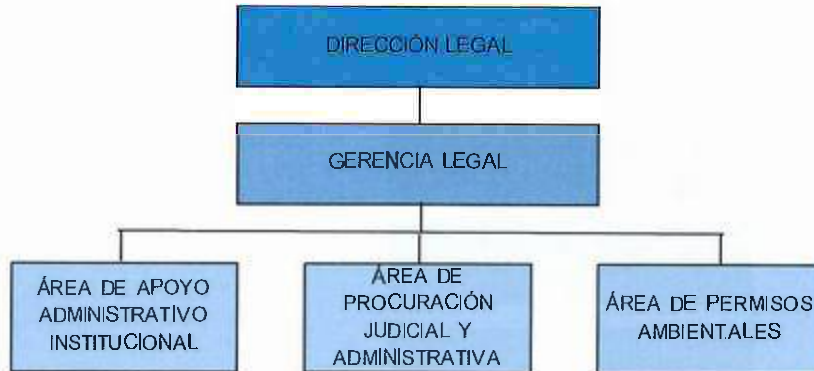 DIRECCIÓN LEGAL
GERENCIA LEGAL
ÁREA DE APOYO
ADMINISTRATIVO
INSTITUCIONAL
ÁREA DE
PROCURACIÓN
JUDICIAL Y
ADMINISTRATIVA
ÁREA DE PERMISOS
AMBIENTALES